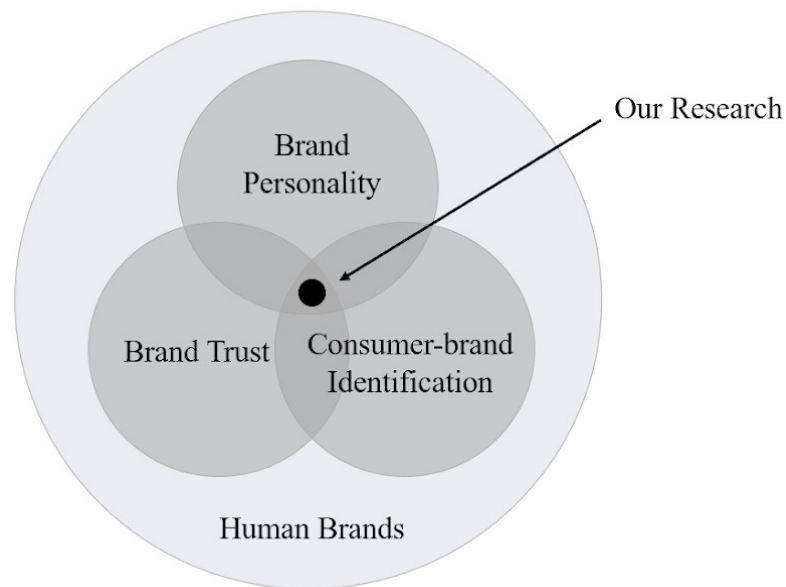 Our Research
Brand
Personality
Brand Trust
Consumer-brand
Identification
Human Brands